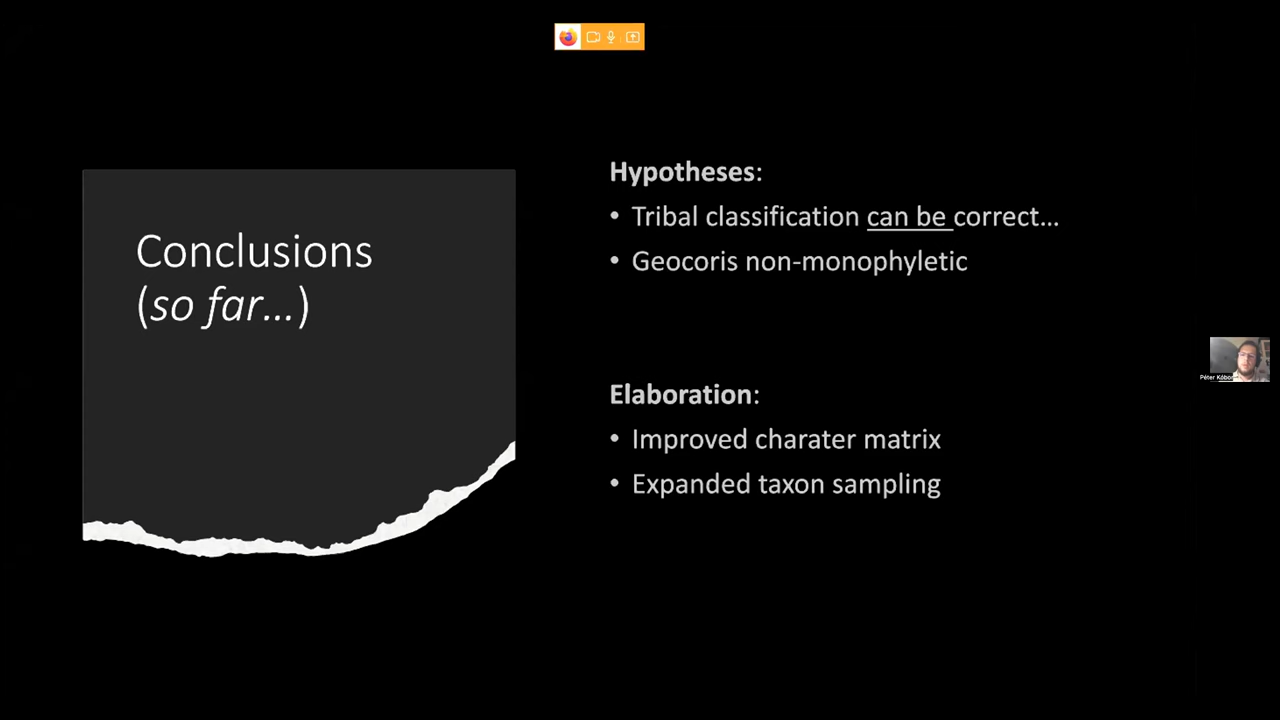 Conclusions
(so far...)
Hypotheses:
• Tribal classification can be correct...
• Geocoris non-monophyletic
Elaboration:
• Improved charater matrix
• Expanded taxon sampling
Péter